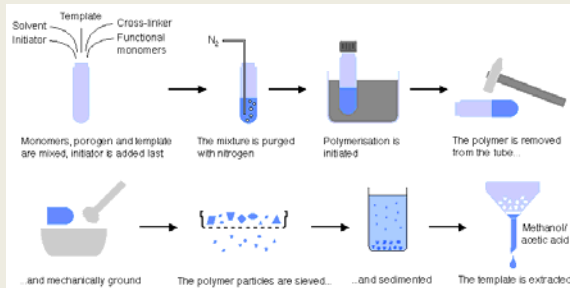 Template
Solvent
Cross-linker
Initiator
Functional
monomers
N2
Monomers, porogen and template
are mixed, initiator is added last
The mixture is purged
with nitrogen
Polymerisation is
initiated
The polymer is removed
from the tube...
Methanol/
acetic acid
...and mechanically ground
The polymer particles are sieved...
...and sedimented
The template is extracted